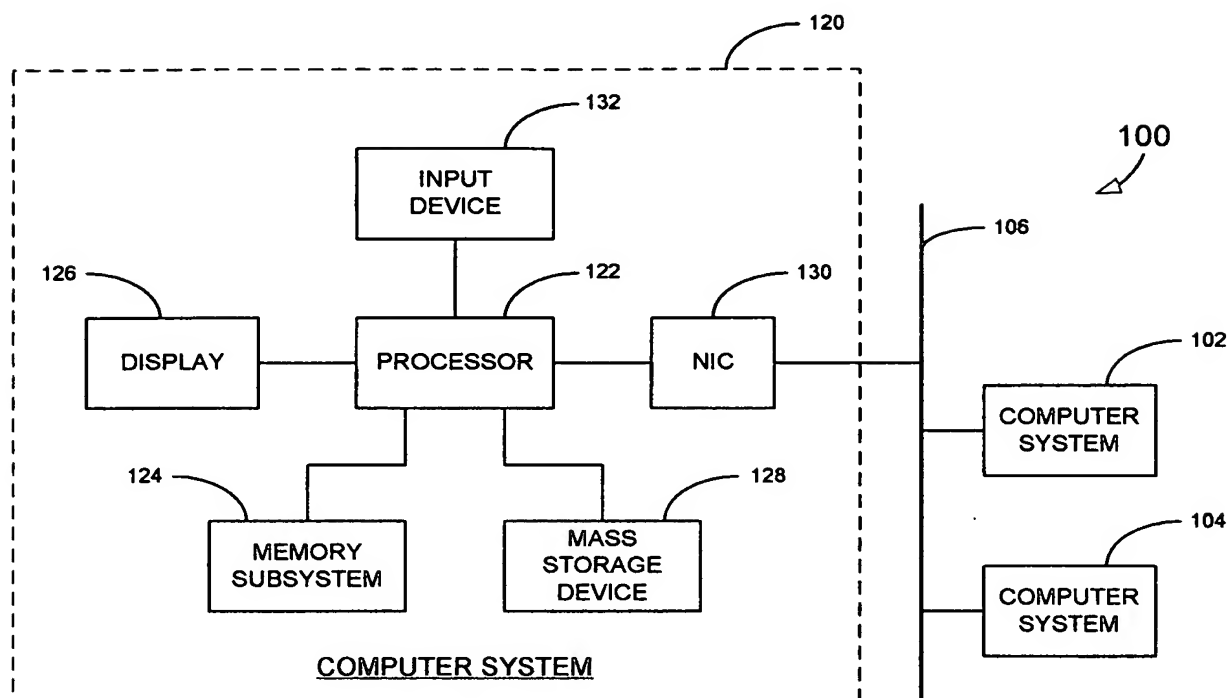 120
132
100
INPUT
DEVICE
106
126
122
130
102
DISPLAY
PROCESSOR
NIC
COMPUTER
SYSTEM
124
128
104
MEMORY
SUBSYSTEM
MASS
STORAGE
DEVICE
COMPUTER
SYSTEM
COMPUTER SYSTEM